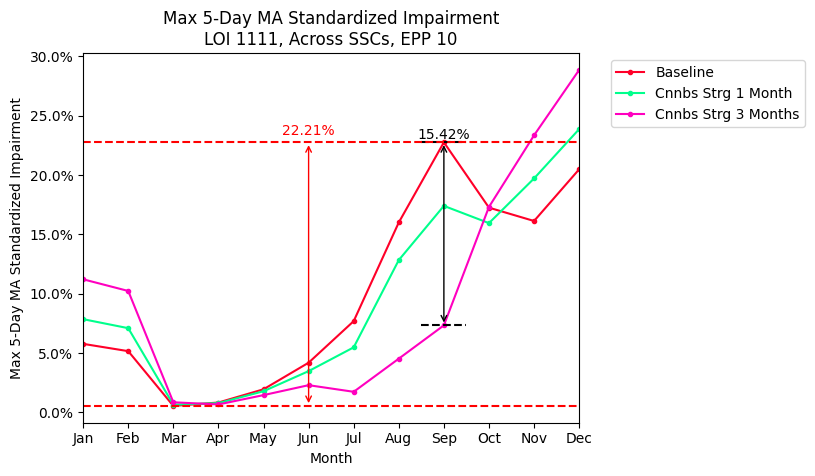 Max 5-Day MA Standardized Impairment
LOI 1111, Across SSCs, EPP 10
Max 5-Day MA Standardized Impairment
30.0%
25.0%
20.0%
15.0%
10.0%
5.0%
0.0%
22.21%
15.42%
Jan Feb Mar Apr May Jun Jul Aug Sep Oct Nov Dec
Month
Baseline
Cnnbs Strg 1 Month
Cnnbs Strg 3 Months